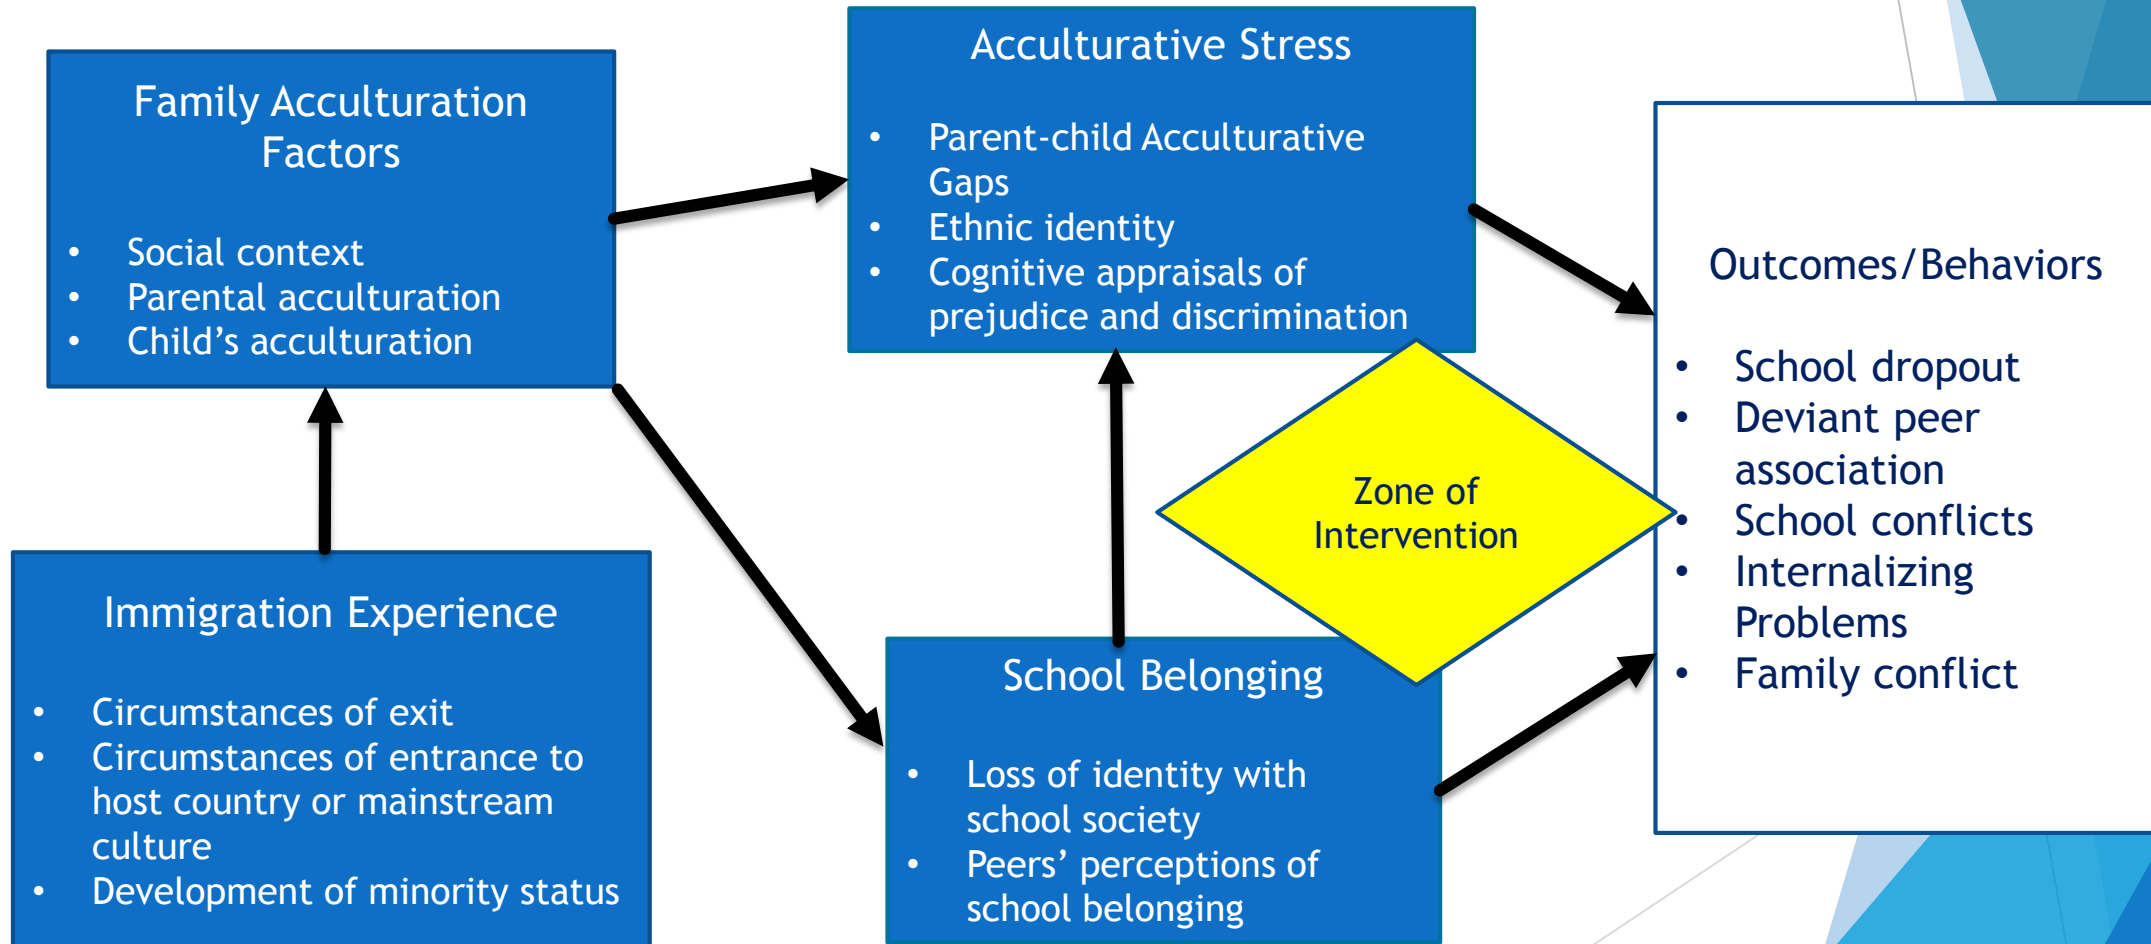 Family Acculturation
Factors
• Social context
• Parental acculturation
• Child’s acculturation
Immigration Experience
• Circumstances of exit
• Circumstances of entrance to
host country or mainstream
culture
• Development of minority status
Acculturative Stress
• Parent-child Acculturative
Gaps
• Ethnic identity
• Cognitive appraisals of
prejudice and discrimination
Zone of
Intervention
School Belonging
• Loss of identity with
school society
• Peers’ perceptions of
school belonging
Outcomes/Behaviors
• School dropout
• Deviant peer
association
• School conflicts
• Internalizing
Problems
• Family conflict